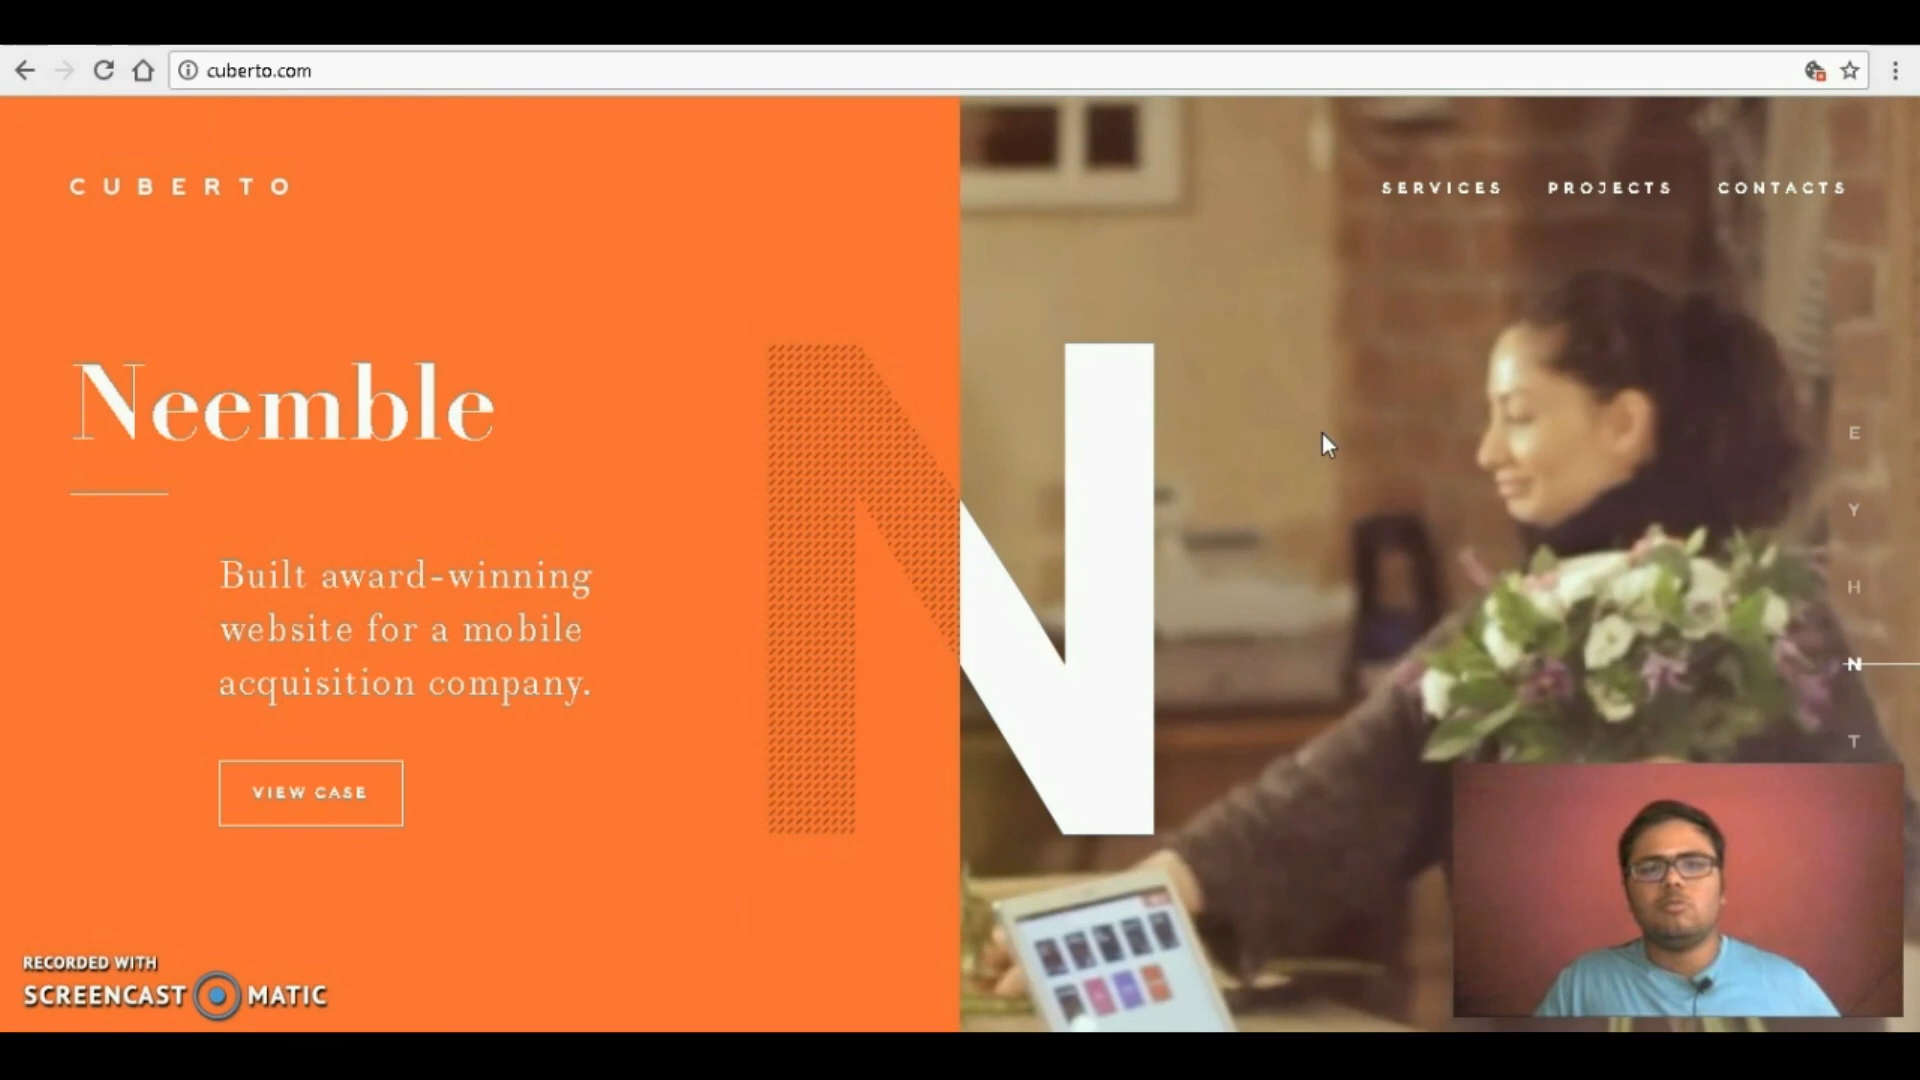 cuberto.com
CUBERTO
SERVICES PROJECTS CONTACTS
Neemble
N
Built award-winning
website for a mobile
acquisition company.
VIEW CASE
E
Y
H
N
T
RECORDED WITH
SCREENCAST MATIC